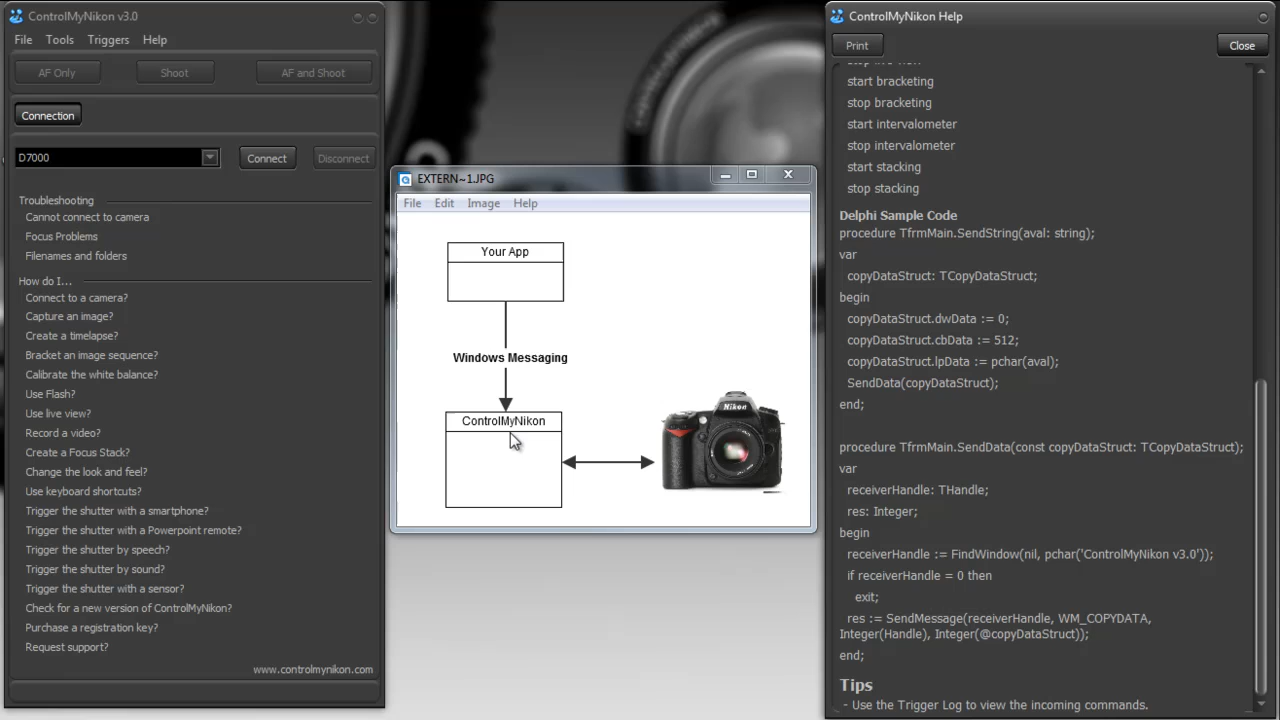 ControlMyNikon v3.0
File Tools Triggers Help
AF Only Shoot AF and Shoot
Connection
D7000 Connect Disconnect
Troubleshooting
Cannot connect to camera
Focus Problems
Filenames and folders
How do I...
Connect to a camera?
Capture an image?
Create a timelapse?
Bracket an image sequence?
Calibrate the white balance?
Use Flash?
Use live view?
Record a video?
Create a Focus Stack?
Change the look and feel?
Use keyboard shortcuts?
Trigger the shutter with a smartphone?
Trigger the shutter with a Powerpoint remote?
Trigger the shutter by speech?
Trigger the shutter by sound?
Trigger the shutter with a sensor?
Check for a new version of ControlMyNikon?
Purchase a registration key?
Request support?
www.controlmynikon.com
EXTERN~1.JPG
File Edit Image Help
Your App
Windows Messaging
ControlMyNikon
Nikon
ControlMyNikon Help
Print Close
start bracketing
stop bracketing
start intervalometer
stop intervalometer
start stacking
stop stacking
Delphi Sample Code
procedure TfrmMain.SendString(aval: string);
var
copyDataStruct: TCopyDataStruct;
begin
copyDataStruct.dwData := 0;
copyDataStruct.cbData := 512;
copyDataStruct.lpData := pchar(aval);
SendData(copyDataStruct);
end;
procedure TfrmMain.SendData(const copyDataStruct: TCopyDataStruct);
var
receiverHandle: THandle;
res: Integer;
begin
receiverHandle := FindWindow(nil, pchar('ControlMyNikon v3.0'));
if receiverHandle = 0 then
exit;
res := SendMessage(receiverHandle, WM_COPYDATA,
Integer(Handle), Integer(@copyDataStruct));
end;
Tips
- Use the Trigger Log to view the incoming commands.